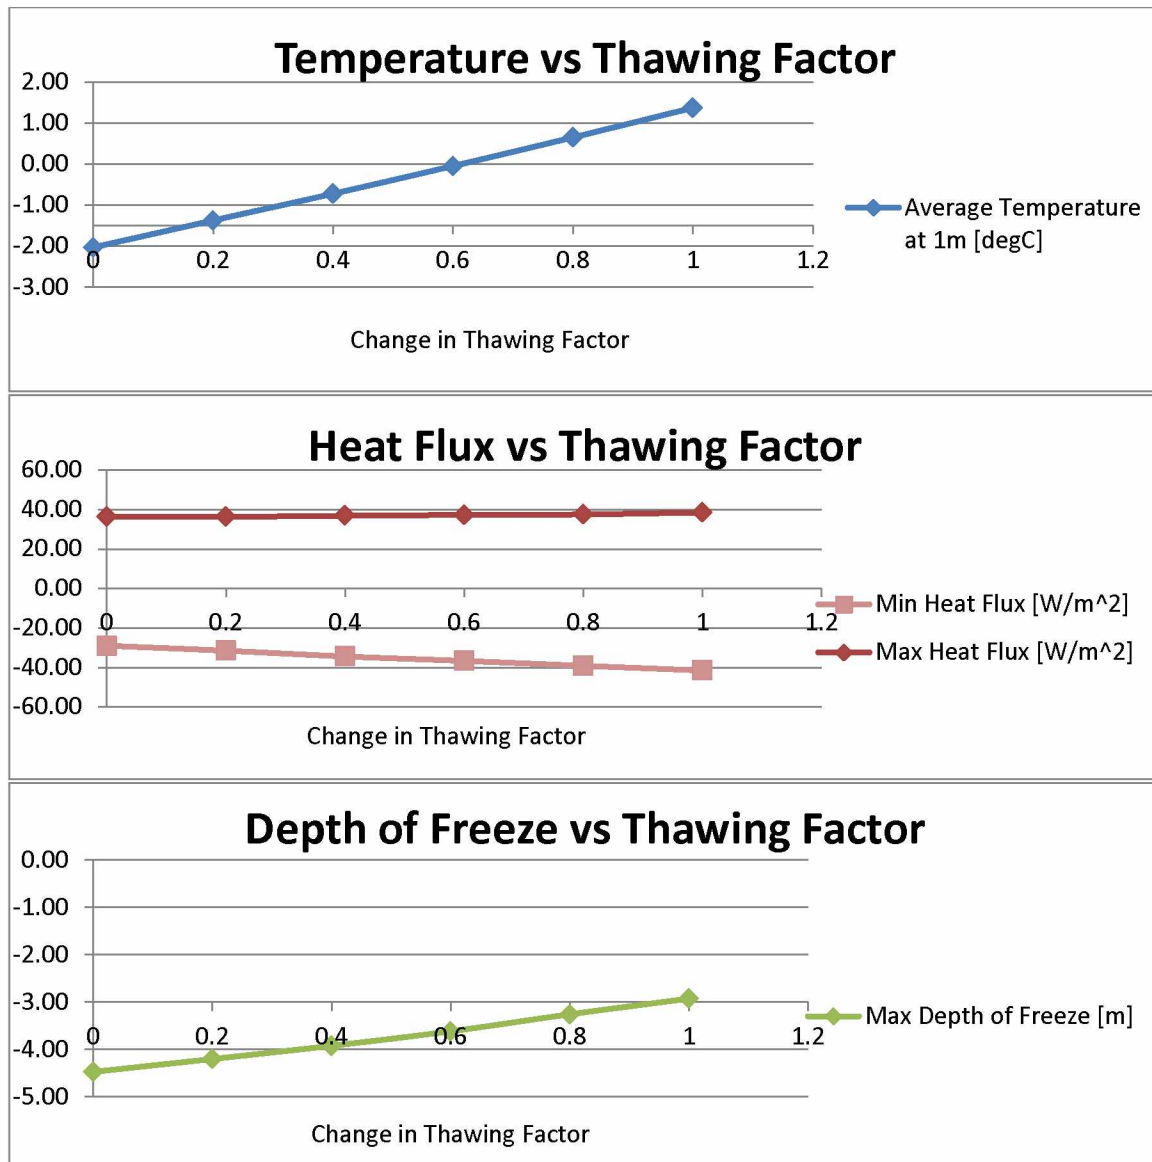 Temperature vs Thawing Factor
2.00
1.00
0.00
-1.00
-2.00
-3.00
0 0.2 0.4 0.6 0.8 1 1.2
Average Temperature
at 1m [degC]
Change in Thawing Factor
Heat Flux vs Thawing Factor
60.00
40.00
20.00
0.00
-20.00
-40.00
-60.00
0 0.2 0.4 0.6 0.8 1 1.2
Min Heat Flux [W/m^2]
Max Heat Flux [W/m^2]
Change in Thawing Factor
Depth of Freeze vs Thawing Factor
0.00
-1.00
-2.00
-3.00
-4.00
-5.00
0 0.2 0.4 0.6 0.8 1 1.2
Max Depth of Freeze [m]
Change in Thawing Factor